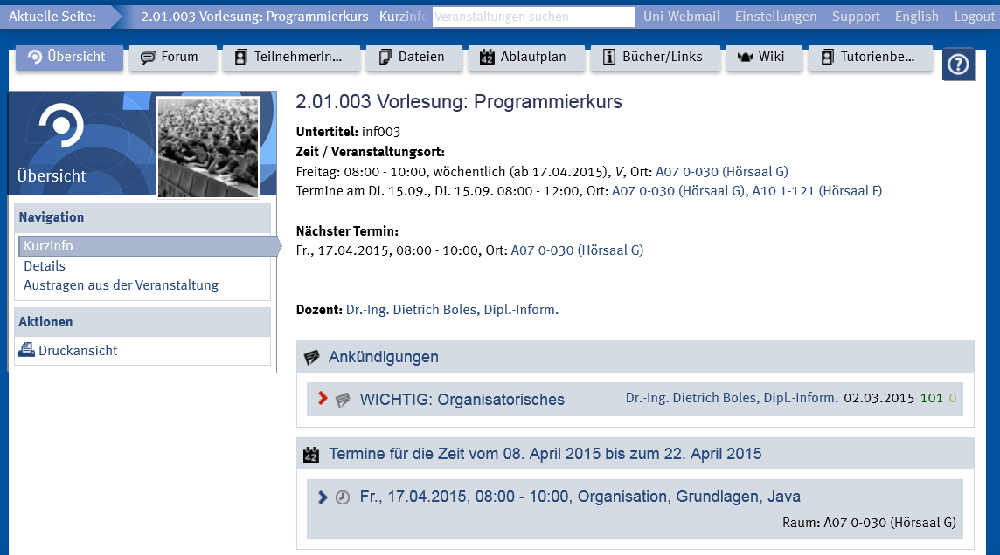 Aktuelle Seite: 2.01.003 Vorlesung: Programmierkurs - Kurzinfo Veranstaltungen suchen Uni-Webmail Einstellungen Support English Logout
Übersicht Forum TeilnehmerIn... Dateien Ablaufplan Bücher/Links Wiki Tutorienbe... ?
Übersicht
Navigation
Kurzinfo
Details
Austragen aus der Veranstaltung
Aktionen
Druckansicht
2.01.003 Vorlesung: Programmierkurs
Untertitel: inf003
Zeit / Veranstaltungsort:
Freitag: 08:00 - 10:00, wöchentlich (ab 17.04.2015), V, Ort: A07 0-030 (Hörsaal G)
Termine am Di. 15.09., Di. 15.09. 08:00 - 12:00, Ort: A07 0-030 (Hörsaal G), A10 1-121 (Hörsaal F)
Nächster Termin:
Fr., 17.04.2015, 08:00 - 10:00, Ort: A07 0-030 (Hörsaal G)
Dozent: Dr.-Ing. Dietrich Boles, Dipl.-Inform.
Ankündigungen
WICHTIG: Organisatorisches Dr.-Ing. Dietrich Boles, Dipl.-Inform. 02.03.2015 101 0
42 Termine für die Zeit vom 08. April 2015 bis zum 22. April 2015
Fr., 17.04.2015, 08:00 - 10:00, Organisation, Grundlagen, Java
Raum: A07 0-030 (Hörsaal G)